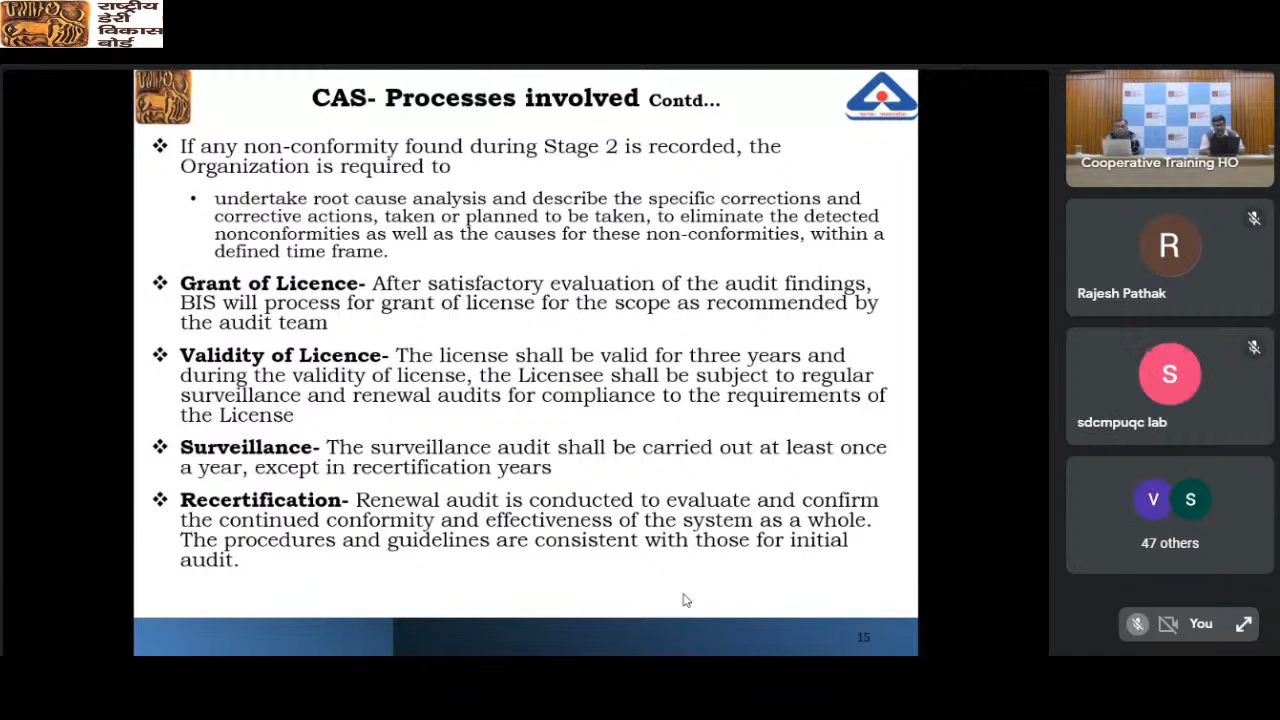 राष्ट्रीय
डेरी
विकास
बोर्ड
CAS- Processes involved Contd...
❖ If any non-conformity found during Stage 2 is recorded, the
Organization is required to
• undertake root cause analysis and describe the specific corrections and
corrective actions, taken or planned to be taken, to eliminate the detected
nonconformities as well as the causes for these non-conformities, within a
defined time frame.
❖ Grant of Licence- After satisfactory evaluation of the audit findings,
BIS will process for grant of license for the scope as recommended by
the audit team
❖ Validity of Licence- The license shall be valid for three years and
during the validity of license, the Licensee shall be subject to regular
surveillance and renewal audits for compliance to the requirements of
the License
❖ Surveillance- The surveillance audit shall be carried out at least once
a year, except in recertification years
❖ Recertification- Renewal audit is conducted to evaluate and confirm
the continued conformity and effectiveness of the system as a whole.
The procedures and guidelines are consistent with those for initial
audit.
15
Cooperative Training HO
R
Rajesh Pathak
S
sdcmpuqc lab
V S
47 others
You